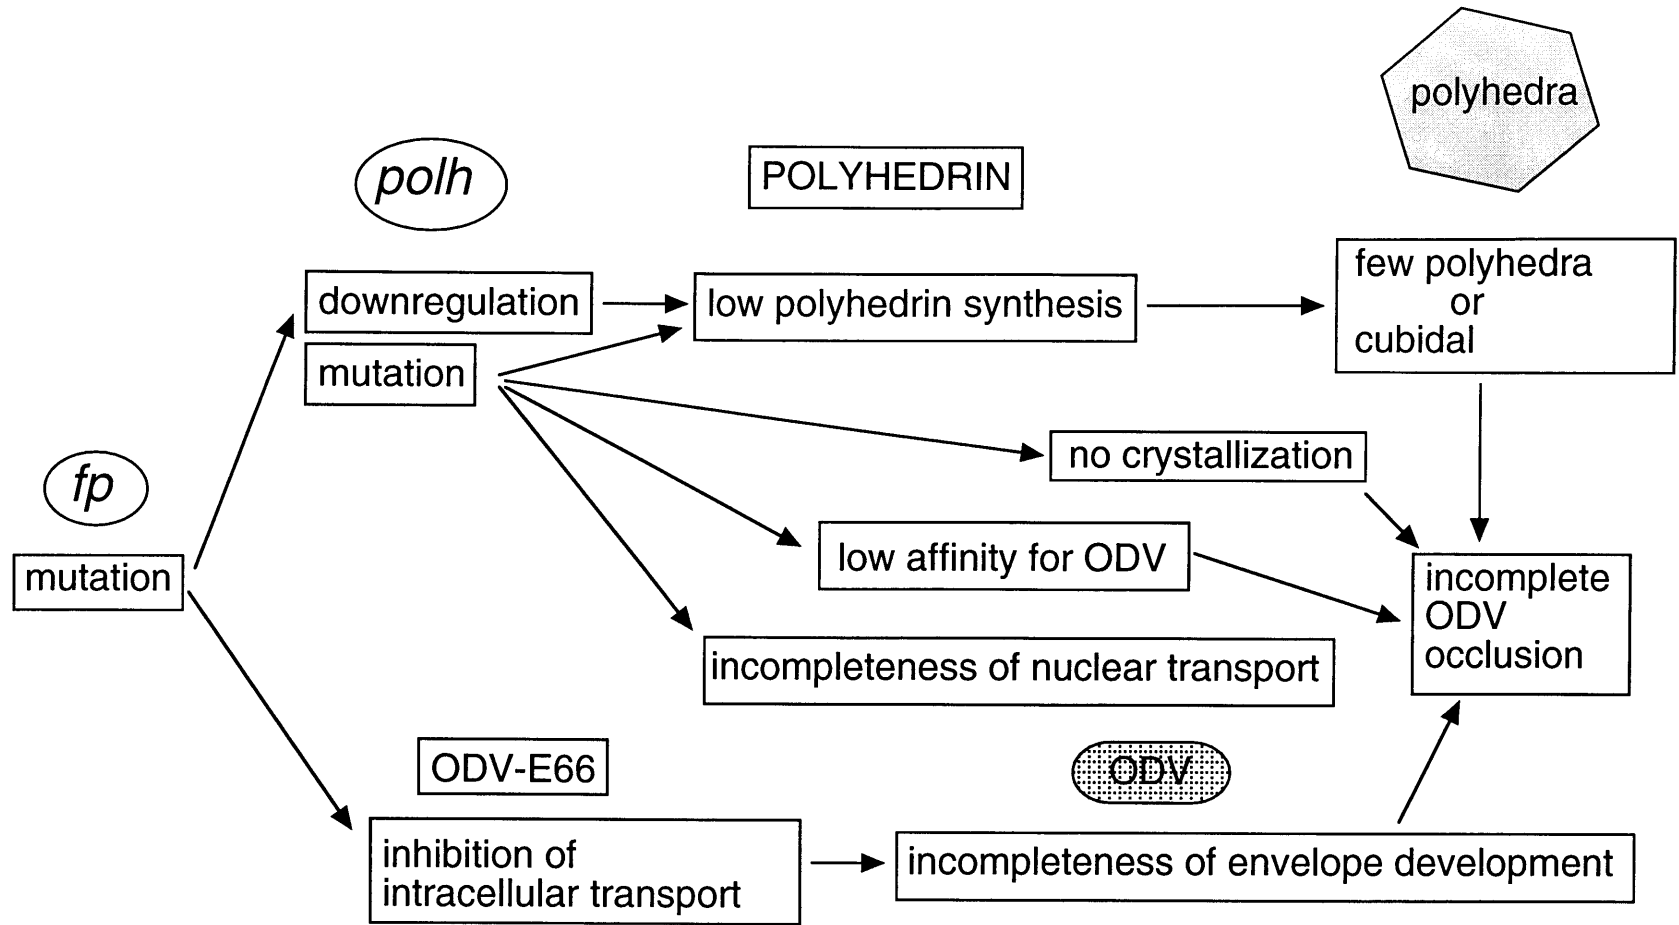 polyhedra
polh
POLYHEDRIN
downregulation
low polyhedrin synthesis
few polyhedra
or
cubidal
mutation
no crystallization
fp
mutation
low affinity for ODV
incomplete
ODV
occlusion
incompleteness of nuclear transport
ODV-E66
ODV
inhibition of
intracellular transport
incompleteness of envelope development